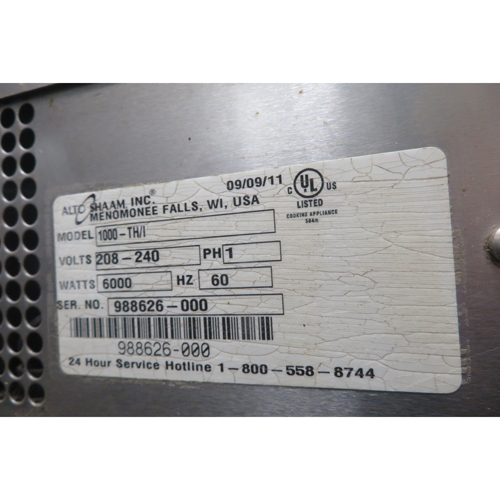 ALTO SHAAM INC.® 09/09/11
MENOMONEE FALLS, WI, USA
C UL US
LISTED
COOKING APPLIANCE
584H
MODEL 1000-TH/I
VOLTS 208-240 PH 1
WATTS 6000 HZ 60
SER. NO. 988626-000
988626-000
24 Hour Service Hotline 1-800-558-8744